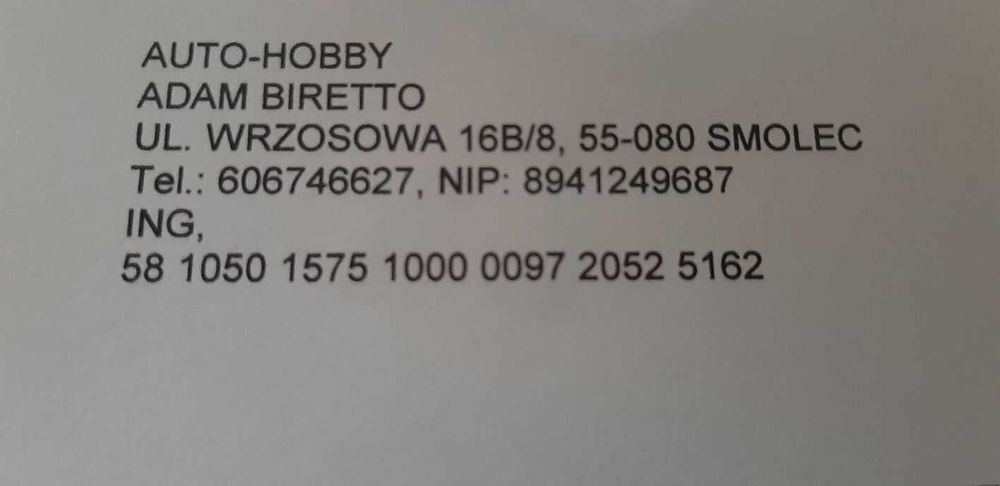 AUTO-HOBBY
ADAM BIRETTO
UL. WRZOSOWA 16B/8, 55-080 SMOLEC
Tel.: 606746627, NIP: 8941249687
ING,
58 1050 1575 1000 0097 2052 5162